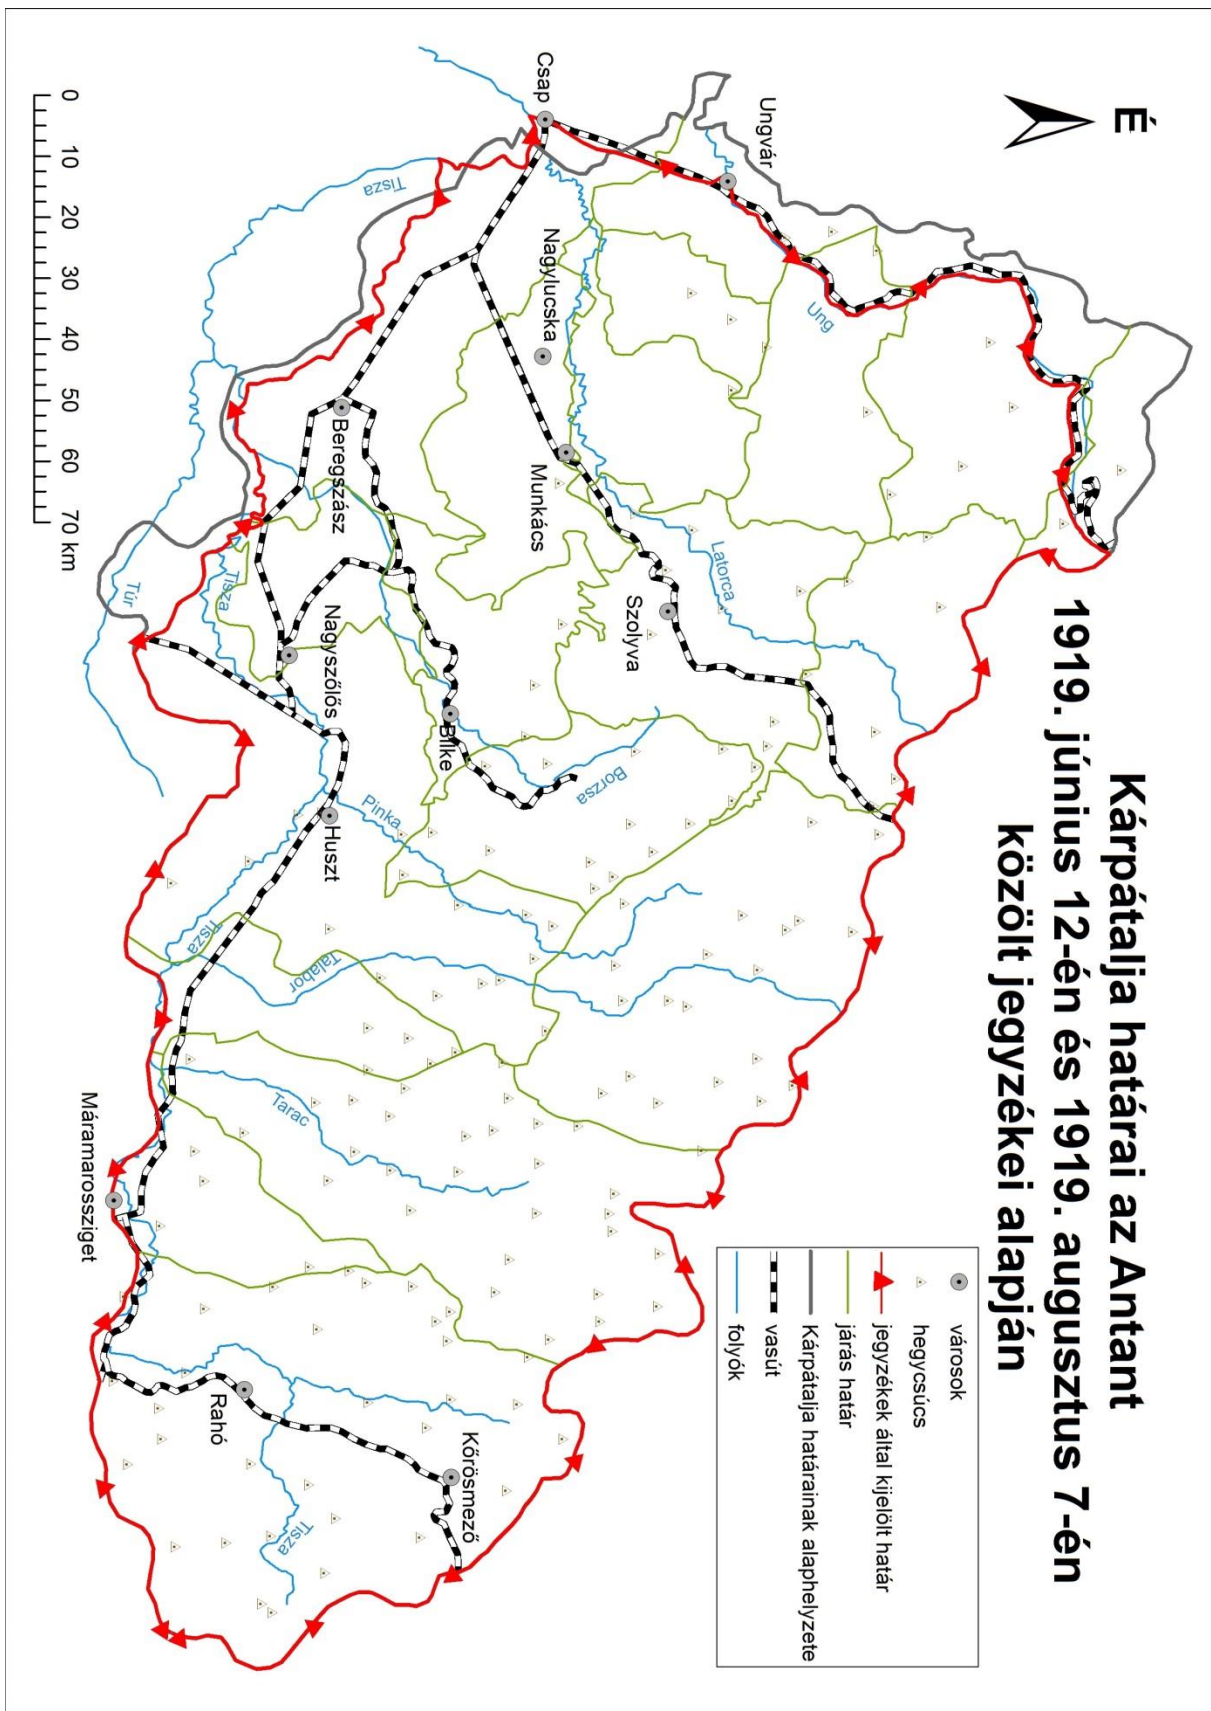 Kárpátalja határai az Antant
1919. június 12-én és 1919. augusztus 7-én
közölt jegyzékei alapján
É
városok
hegycsúcs
jegyzékek által kijelölt határ
járás határ
Kárpátalja határainak alaphelyzete
vasút
folyók
Ungvár
Csap
Ung
Nagylucska
Munkács
Latorca
Szolyva
Tisza
Beregszász
Nagyszőlős
Bilke
Borzsa
Tisza
Túr
Huszt
Pinka
Tisza
Talabor
Tarac
Máramarossziget
Rahó
Kőrösmező
Tisza
0 10 20 30 40 50 60 70 km